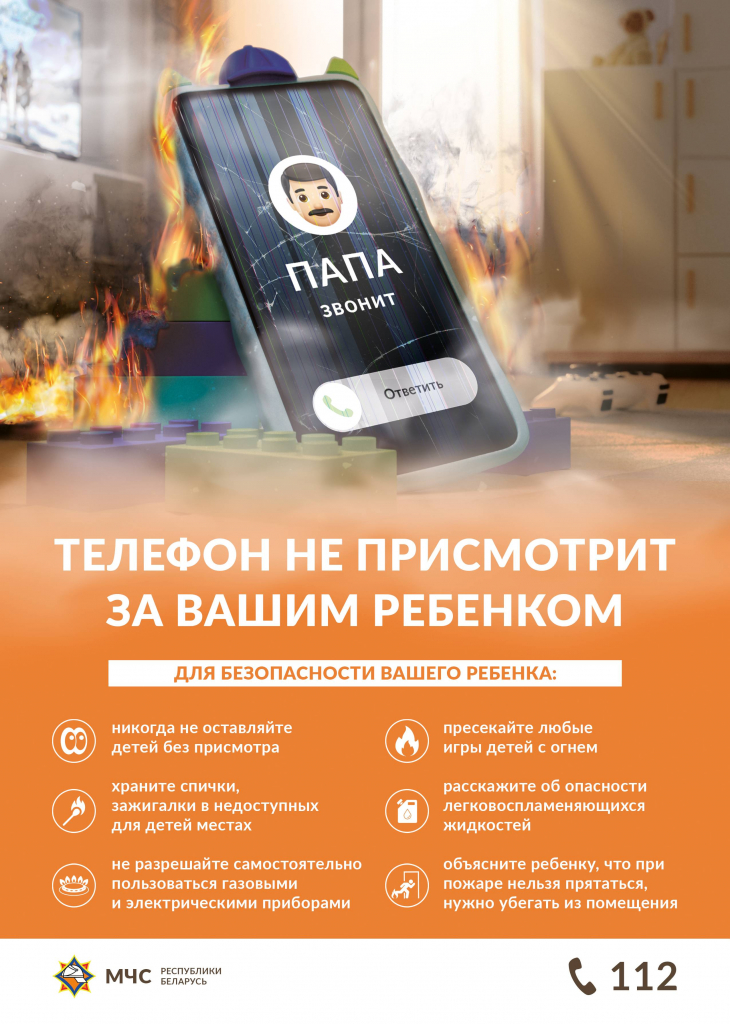 ПАПА
ЗВОНИТ
Ответить
ТЕЛЕФОН НЕ ПРИСМОТРИТ
ЗА ВАШИМ РЕБЕНКОМ
ДЛЯ БЕЗОПАСНОСТИ ВАШЕГО РЕБЕНКА:
никогда не оставляйте
детей без присмотра
храните спички,
зажигалки в недоступных
для детей местах
не разрешайте самостоятельно
пользоваться газовыми
и электрическими приборами
пресекайте любые
игры детей с огнем
расскажите об опасности
легковоспламеняющихся
жидкостей
объясните ребенку, что при
пожаре нельзя прятаться,
нужно убегать из помещения
МЧС
РЕСПУБЛИКИ
БЕЛАРУСЬ
112